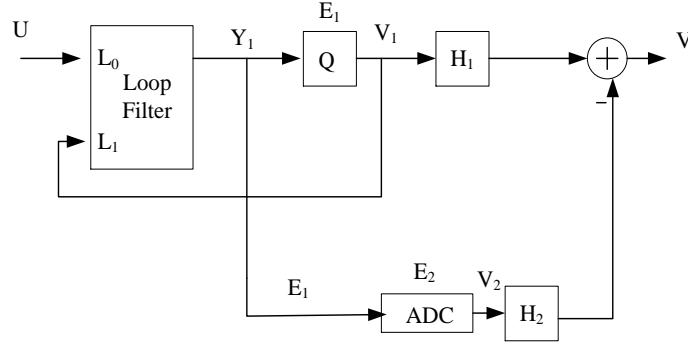 E₁
U
Y₁
V₁
V
L₀
Loop
Filter
Q
H₁
+
L₁
−
E₂
V₂
E₁
ADC
H₂